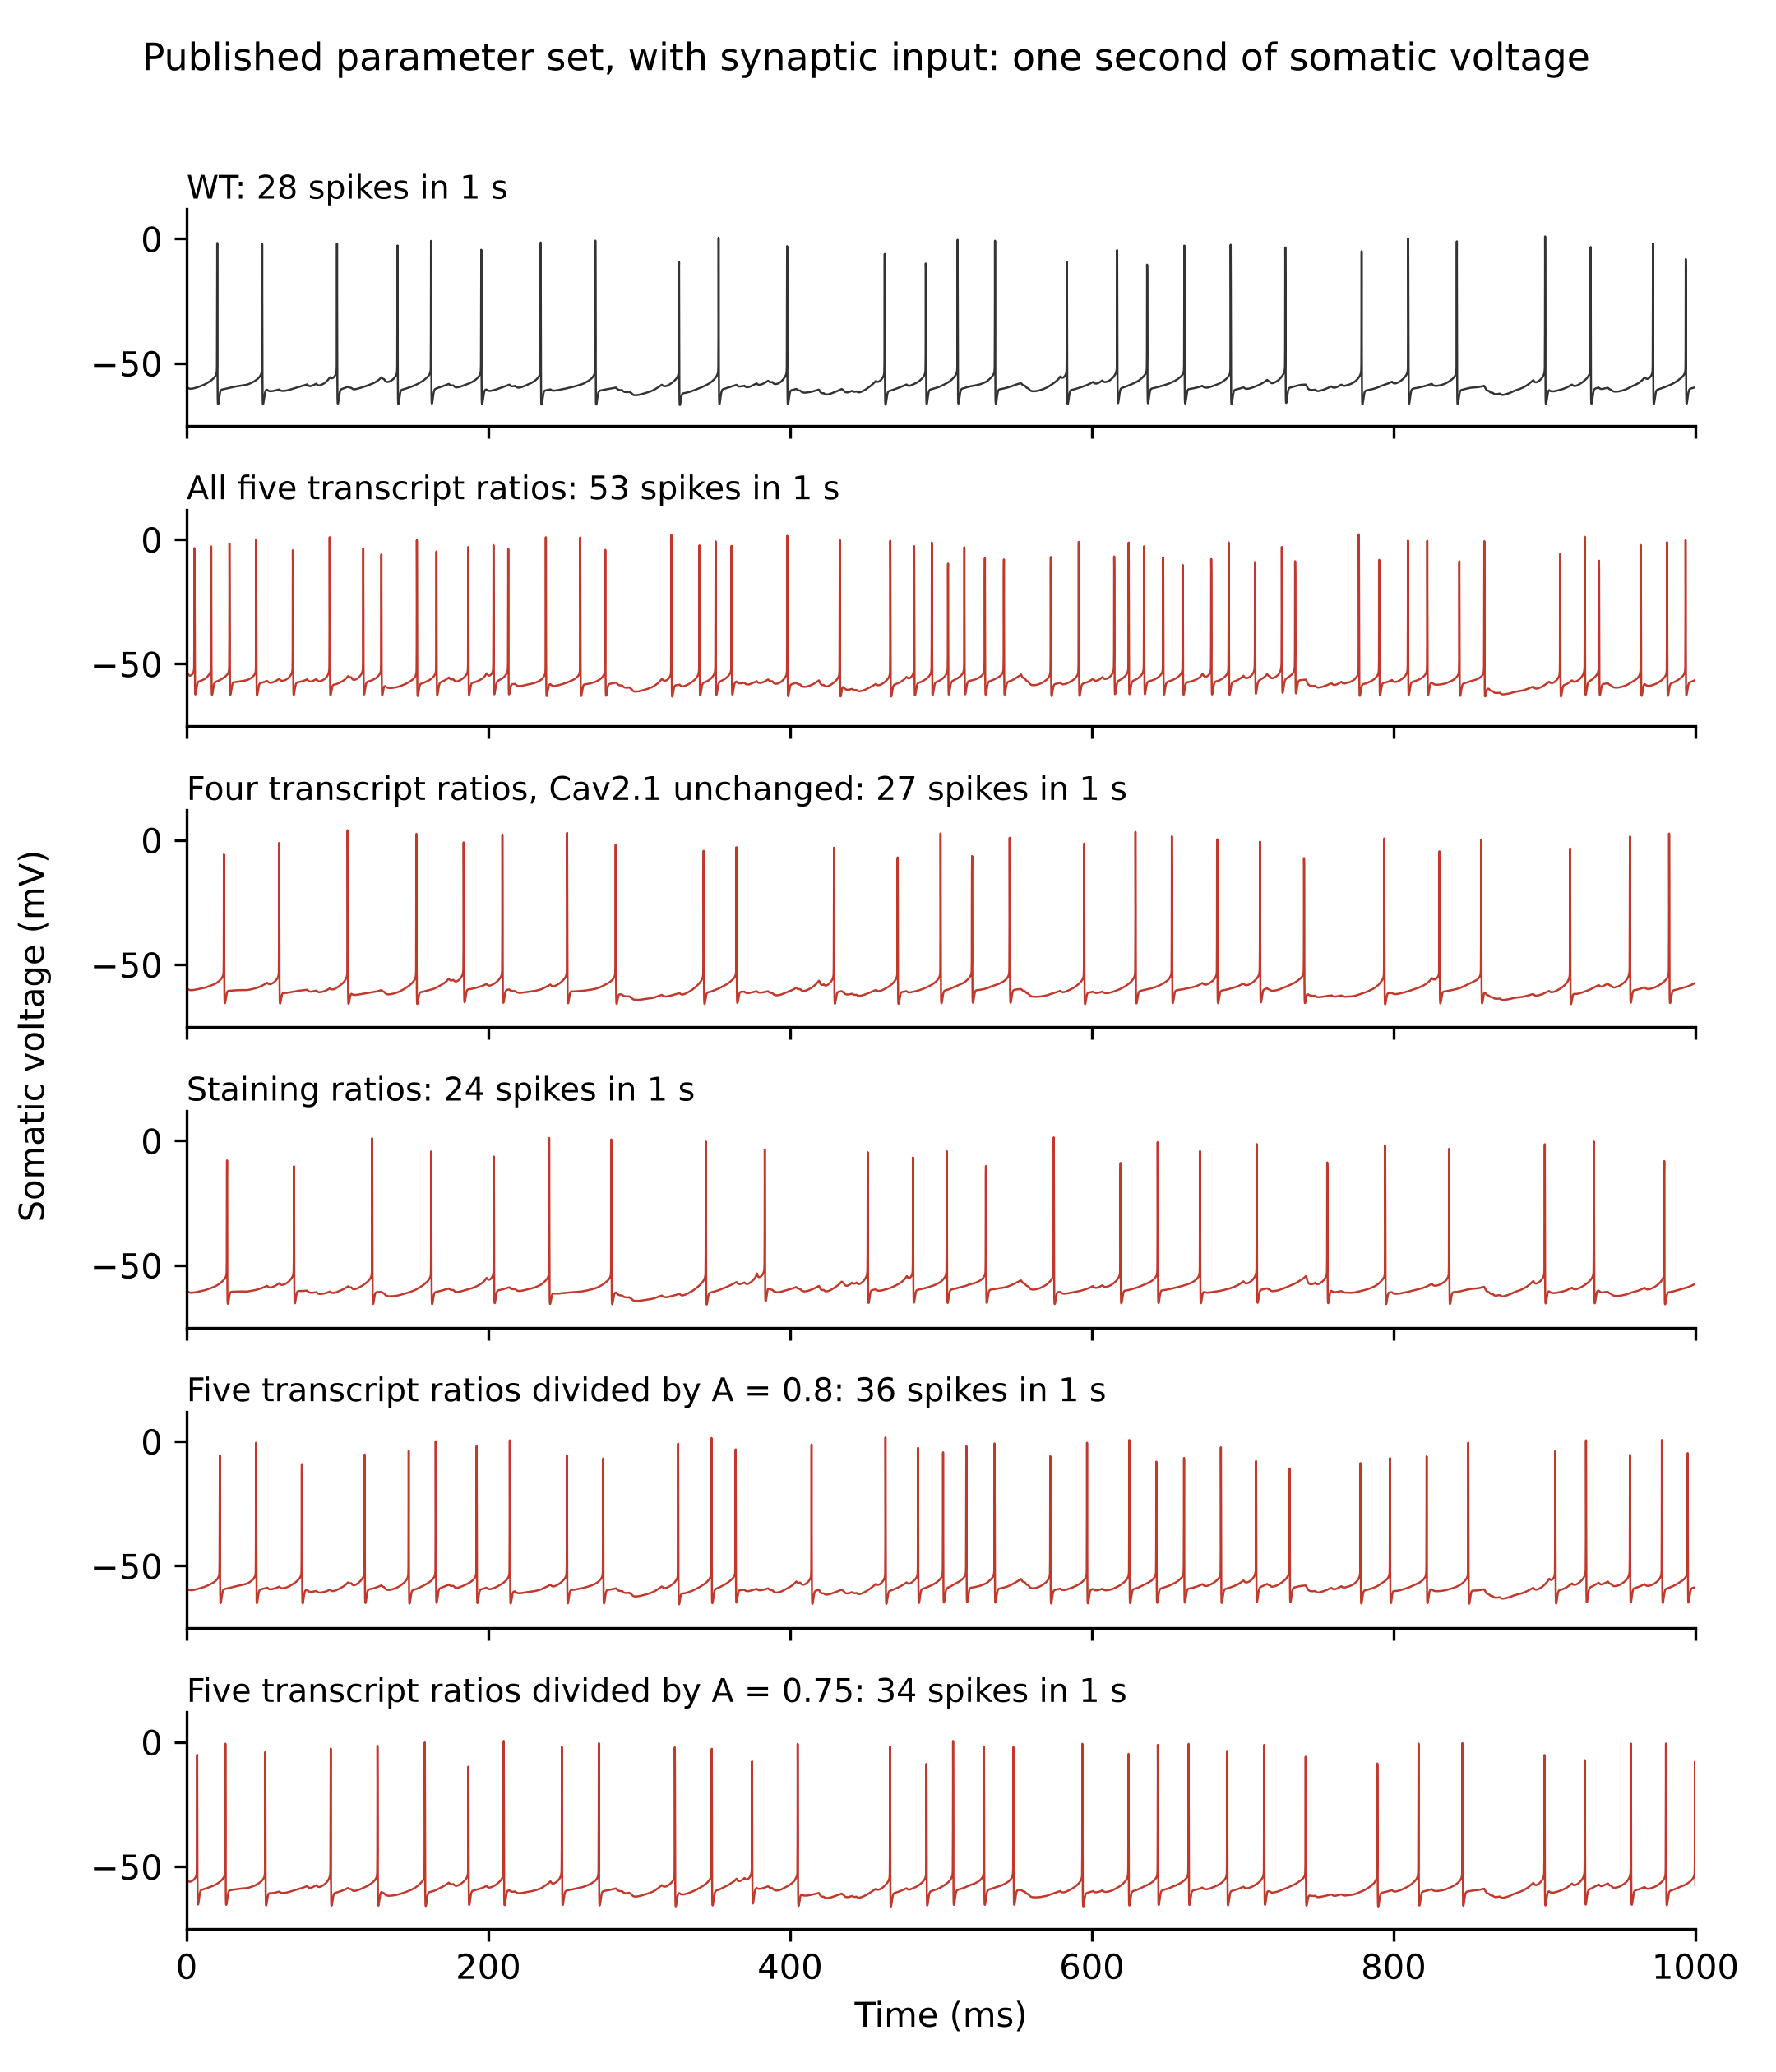 Published parameter set, with synaptic input: one second of somatic voltage
WT: 28 spikes in 1 s
0
−50
All five transcript ratios: 53 spikes in 1 s
0
−50
Four transcript ratios, Cav2.1 unchanged: 27 spikes in 1 s
0
−50
Staining ratios: 24 spikes in 1 s
0
−50
Five transcript ratios divided by A = 0.8: 36 spikes in 1 s
0
−50
Five transcript ratios divided by A = 0.75: 34 spikes in 1 s
0
−50
0 200 400 600 800 1000
Time (ms)
Somatic voltage (mV)